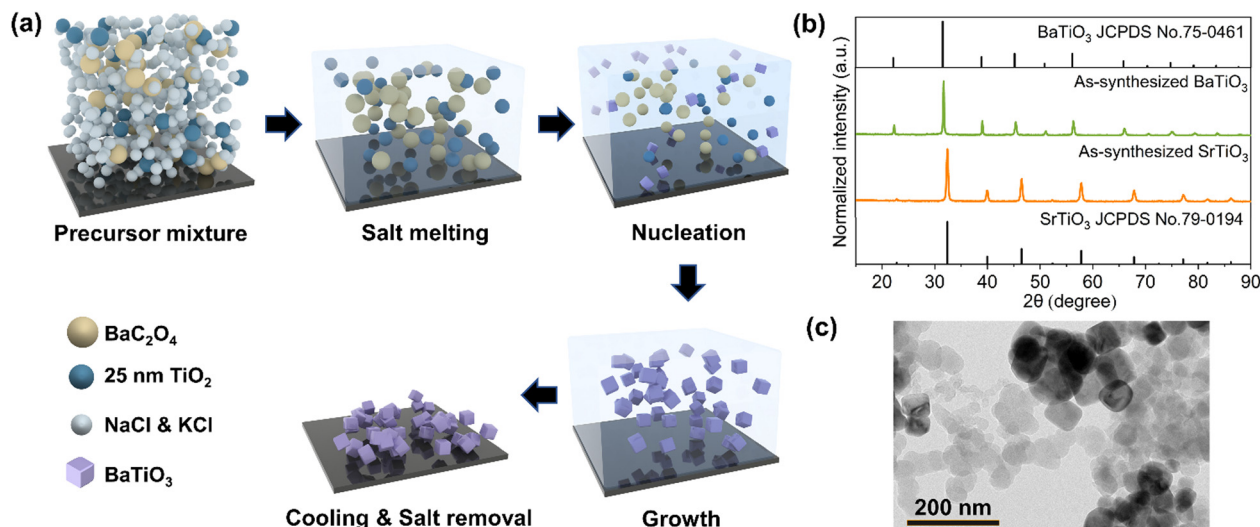 (a)
Precursor mixture
Salt melting
Nucleation
BaC₂O₄
25 nm TiO₂
NaCl & KCl
BaTiO₃
Cooling & Salt removal
Growth
(b)
Normalized intensity (a.u.)
BaTiO₃ JCPDS No.75-0461
As-synthesized BaTiO₃
As-synthesized SrTiO₃
SrTiO₃ JCPDS No.79-0194
20 30 40 50 60 70 80 90
2θ (degree)
(c)
200 nm